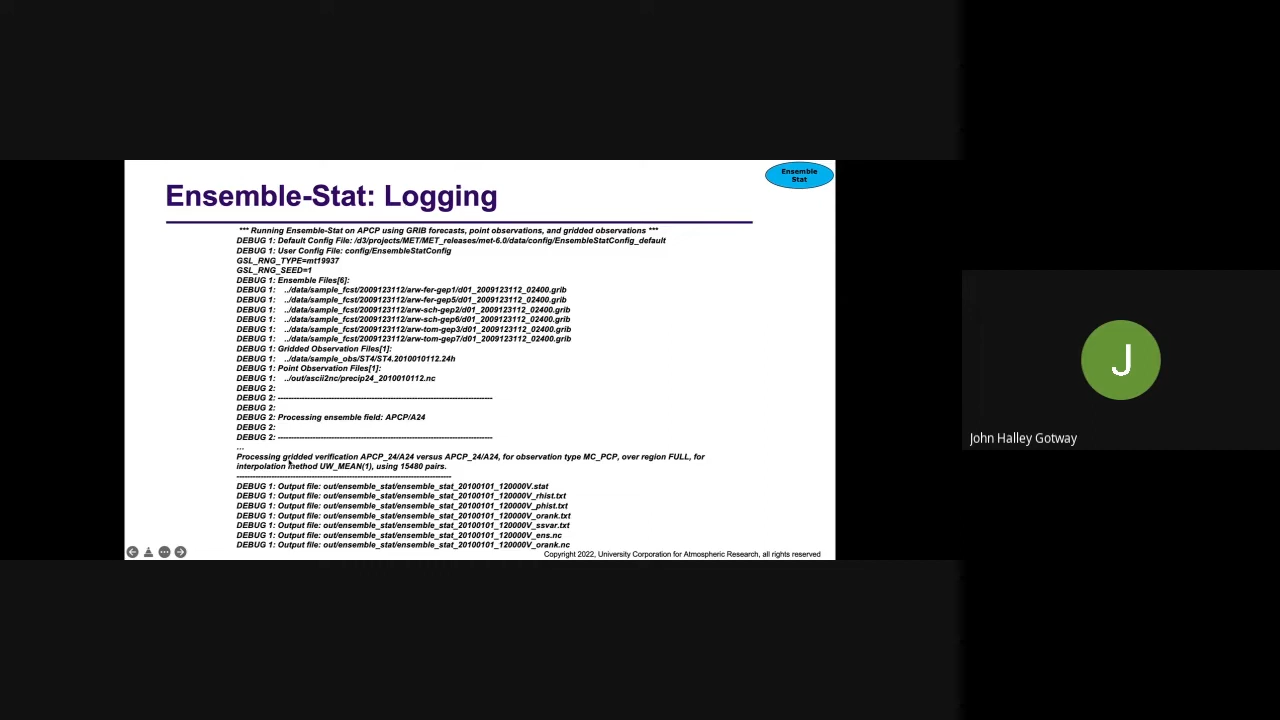 Ensemble
Stat
Ensemble-Stat: Logging
*** Running Ensemble-Stat on APCP using GRIB forecasts, point observations, and gridded observations ***
DEBUG 1: Default Config File: /d3/projects/MET/MET_releases/met-6.0/data/config/EnsembleStatConfig_default
DEBUG 1: User Config File: config/EnsembleStatConfig
GSL_RNG_TYPE=mt19937
GSL_RNG_SEED=1
DEBUG 1: Ensemble Files[6]:
DEBUG 1: ../data/sample_fcst/2009123112/arw-fer-gep1/d01_2009123112_02400.grib
DEBUG 1: ../data/sample_fcst/2009123112/arw-fer-gep5/d01_2009123112_02400.grib
DEBUG 1: ../data/sample_fcst/2009123112/arw-sch-gep2/d01_2009123112_02400.grib
DEBUG 1: ../data/sample_fcst/2009123112/arw-sch-gep6/d01_2009123112_02400.grib
DEBUG 1: ../data/sample_fcst/2009123112/arw-tom-gep3/d01_2009123112_02400.grib
DEBUG 1: ../data/sample_fcst/2009123112/arw-tom-gep7/d01_2009123112_02400.grib
DEBUG 1: Gridded Observation Files[1]:
DEBUG 1: ../data/sample_obs/ST4/ST4.2010010112.24h
DEBUG 1: Point Observation Files[1]:
DEBUG 1: ../out/ascii2nc/precip24_2010010112.nc
DEBUG 2:
DEBUG 2: --------------------------------------------------------------------------------
DEBUG 2:
DEBUG 2: Processing ensemble field: APCP/A24
DEBUG 2:
DEBUG 2: --------------------------------------------------------------------------------
...
Processing gridded verification APCP_24/A24 versus APCP_24/A24, for observation type MC_PCP, over region FULL, for
interpolation method UW_MEAN(1), using 15480 pairs.
--------------------------------------------------------------------------------
DEBUG 1: Output file: out/ensemble_stat/ensemble_stat_20100101_120000V.stat
DEBUG 1: Output file: out/ensemble_stat/ensemble_stat_20100101_120000V_rhist.txt
DEBUG 1: Output file: out/ensemble_stat/ensemble_stat_20100101_120000V_phist.txt
DEBUG 1: Output file: out/ensemble_stat/ensemble_stat_20100101_120000V_orank.txt
DEBUG 1: Output file: out/ensemble_stat/ensemble_stat_20100101_120000V_ssvar.txt
DEBUG 1: Output file: out/ensemble_stat/ensemble_stat_20100101_120000V_ens.nc
DEBUG 1: Output file: out/ensemble_stat/ensemble_stat_20100101_120000V_orank.nc
Copyright 2022, University Corporation for Atmospheric Research, all rights reserved
J
John Halley Gotway